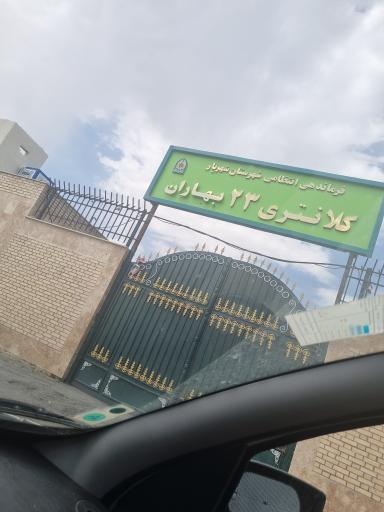 فرماندهی انتظامی شهرستان شهریار
کلانتری ۲۳ بهاران